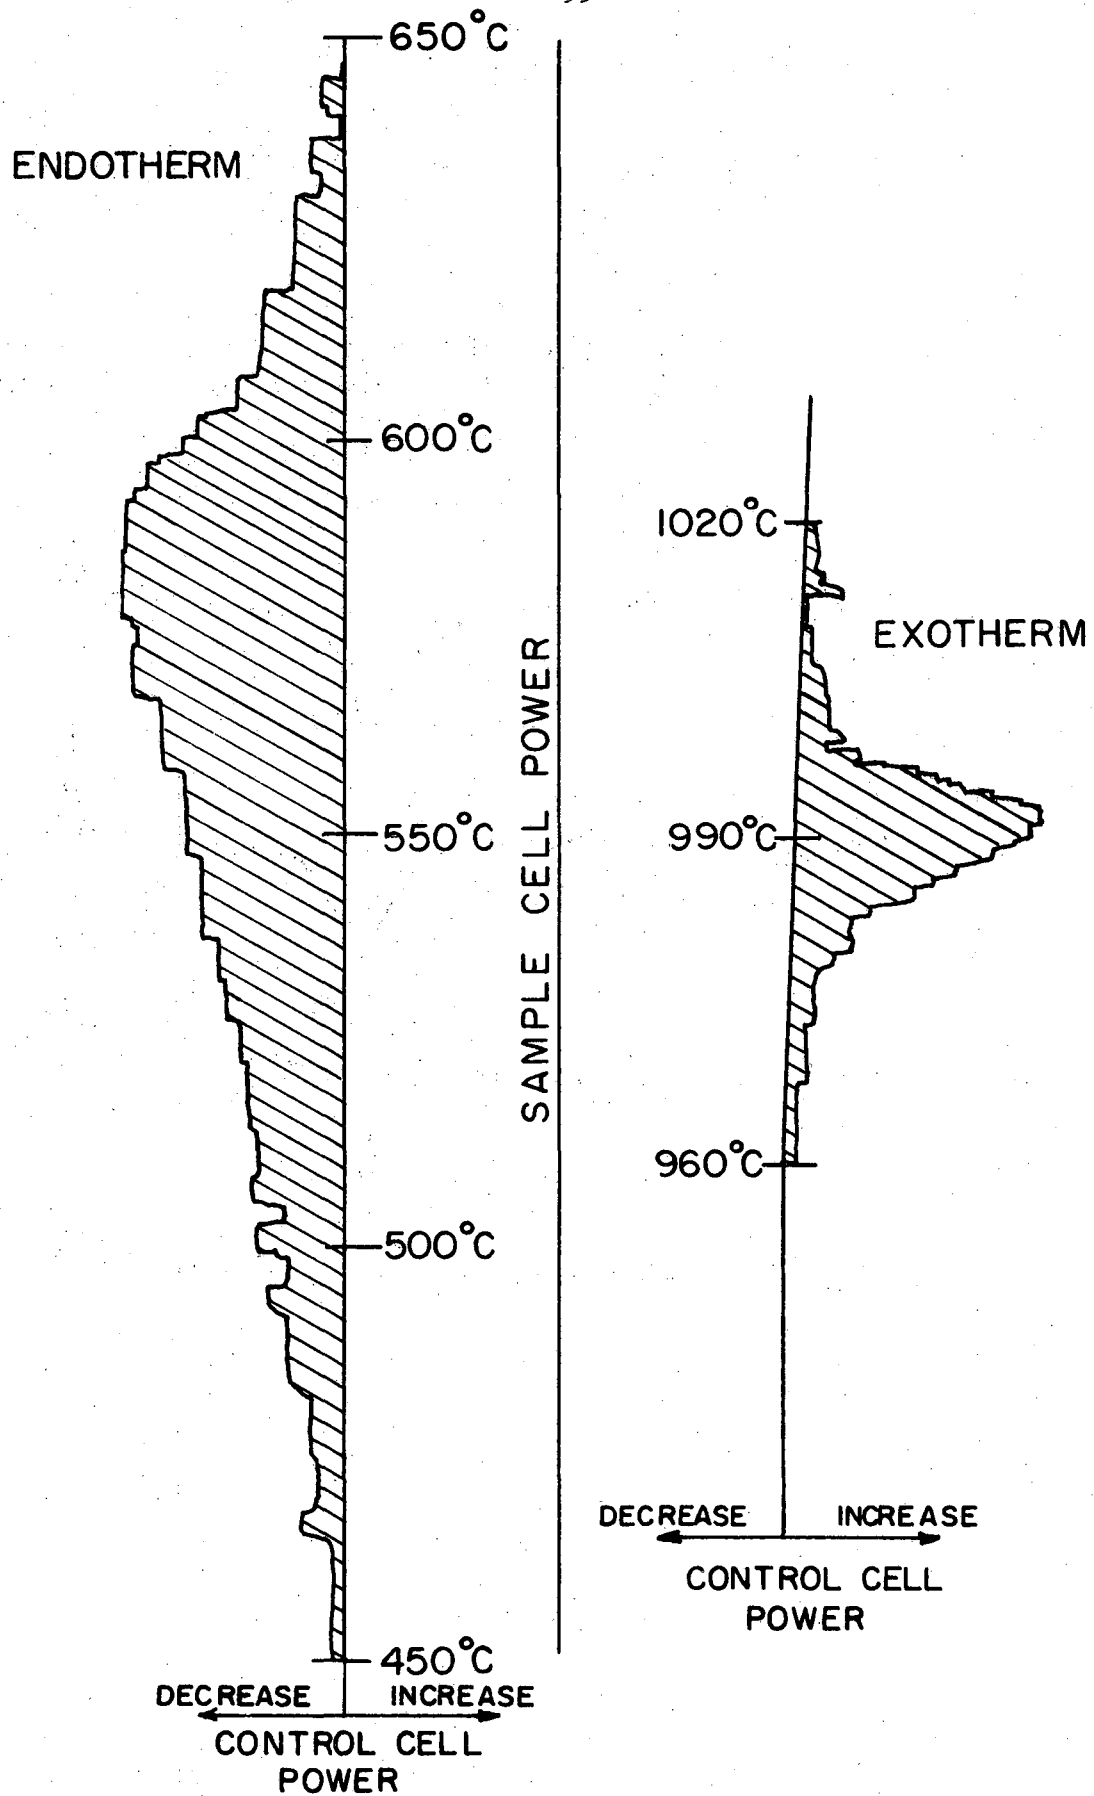 650°C
ENDOTHERM
600°C
550°C
500°C
450°C
DECREASE INCREASE
CONTROL CELL
POWER
SAMPLE CELL POWER
1020°C
EXOTHERM
990°C
960°C
DECREASE INCREASE
CONTROL CELL
POWER